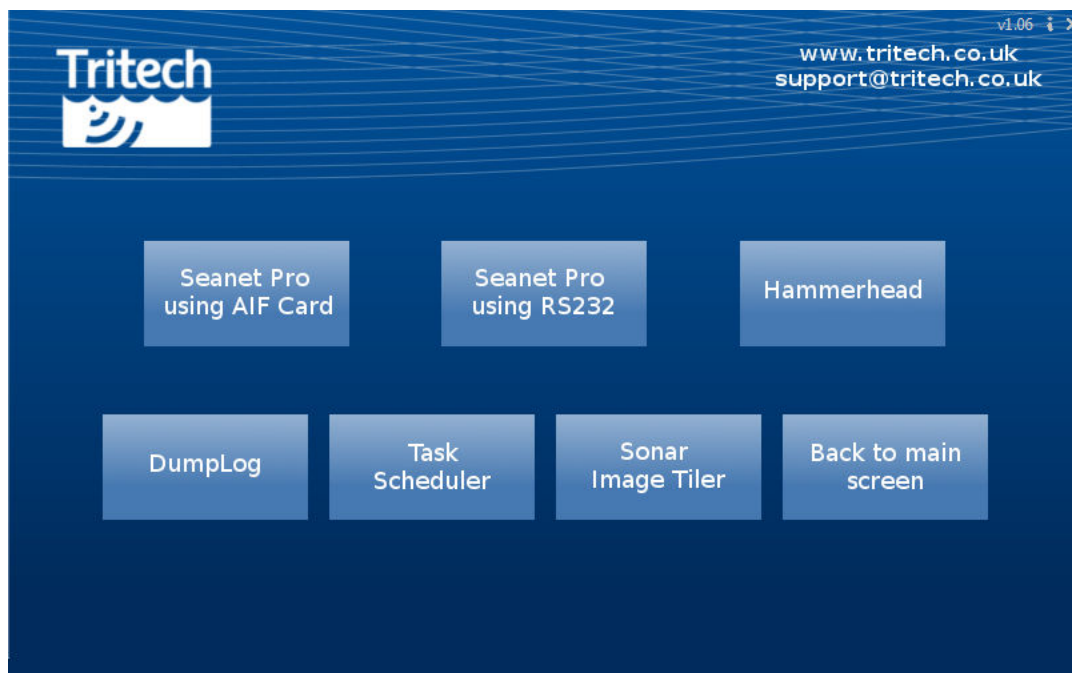 v1.06 i X
www.tritech.co.uk
support@tritech.co.uk
Tritech
Seanet Pro
using AIF Card
Seanet Pro
using RS232
Hammerhead
DumpLog
Task
Scheduler
Sonar
Image Tiler
Back to main
screen